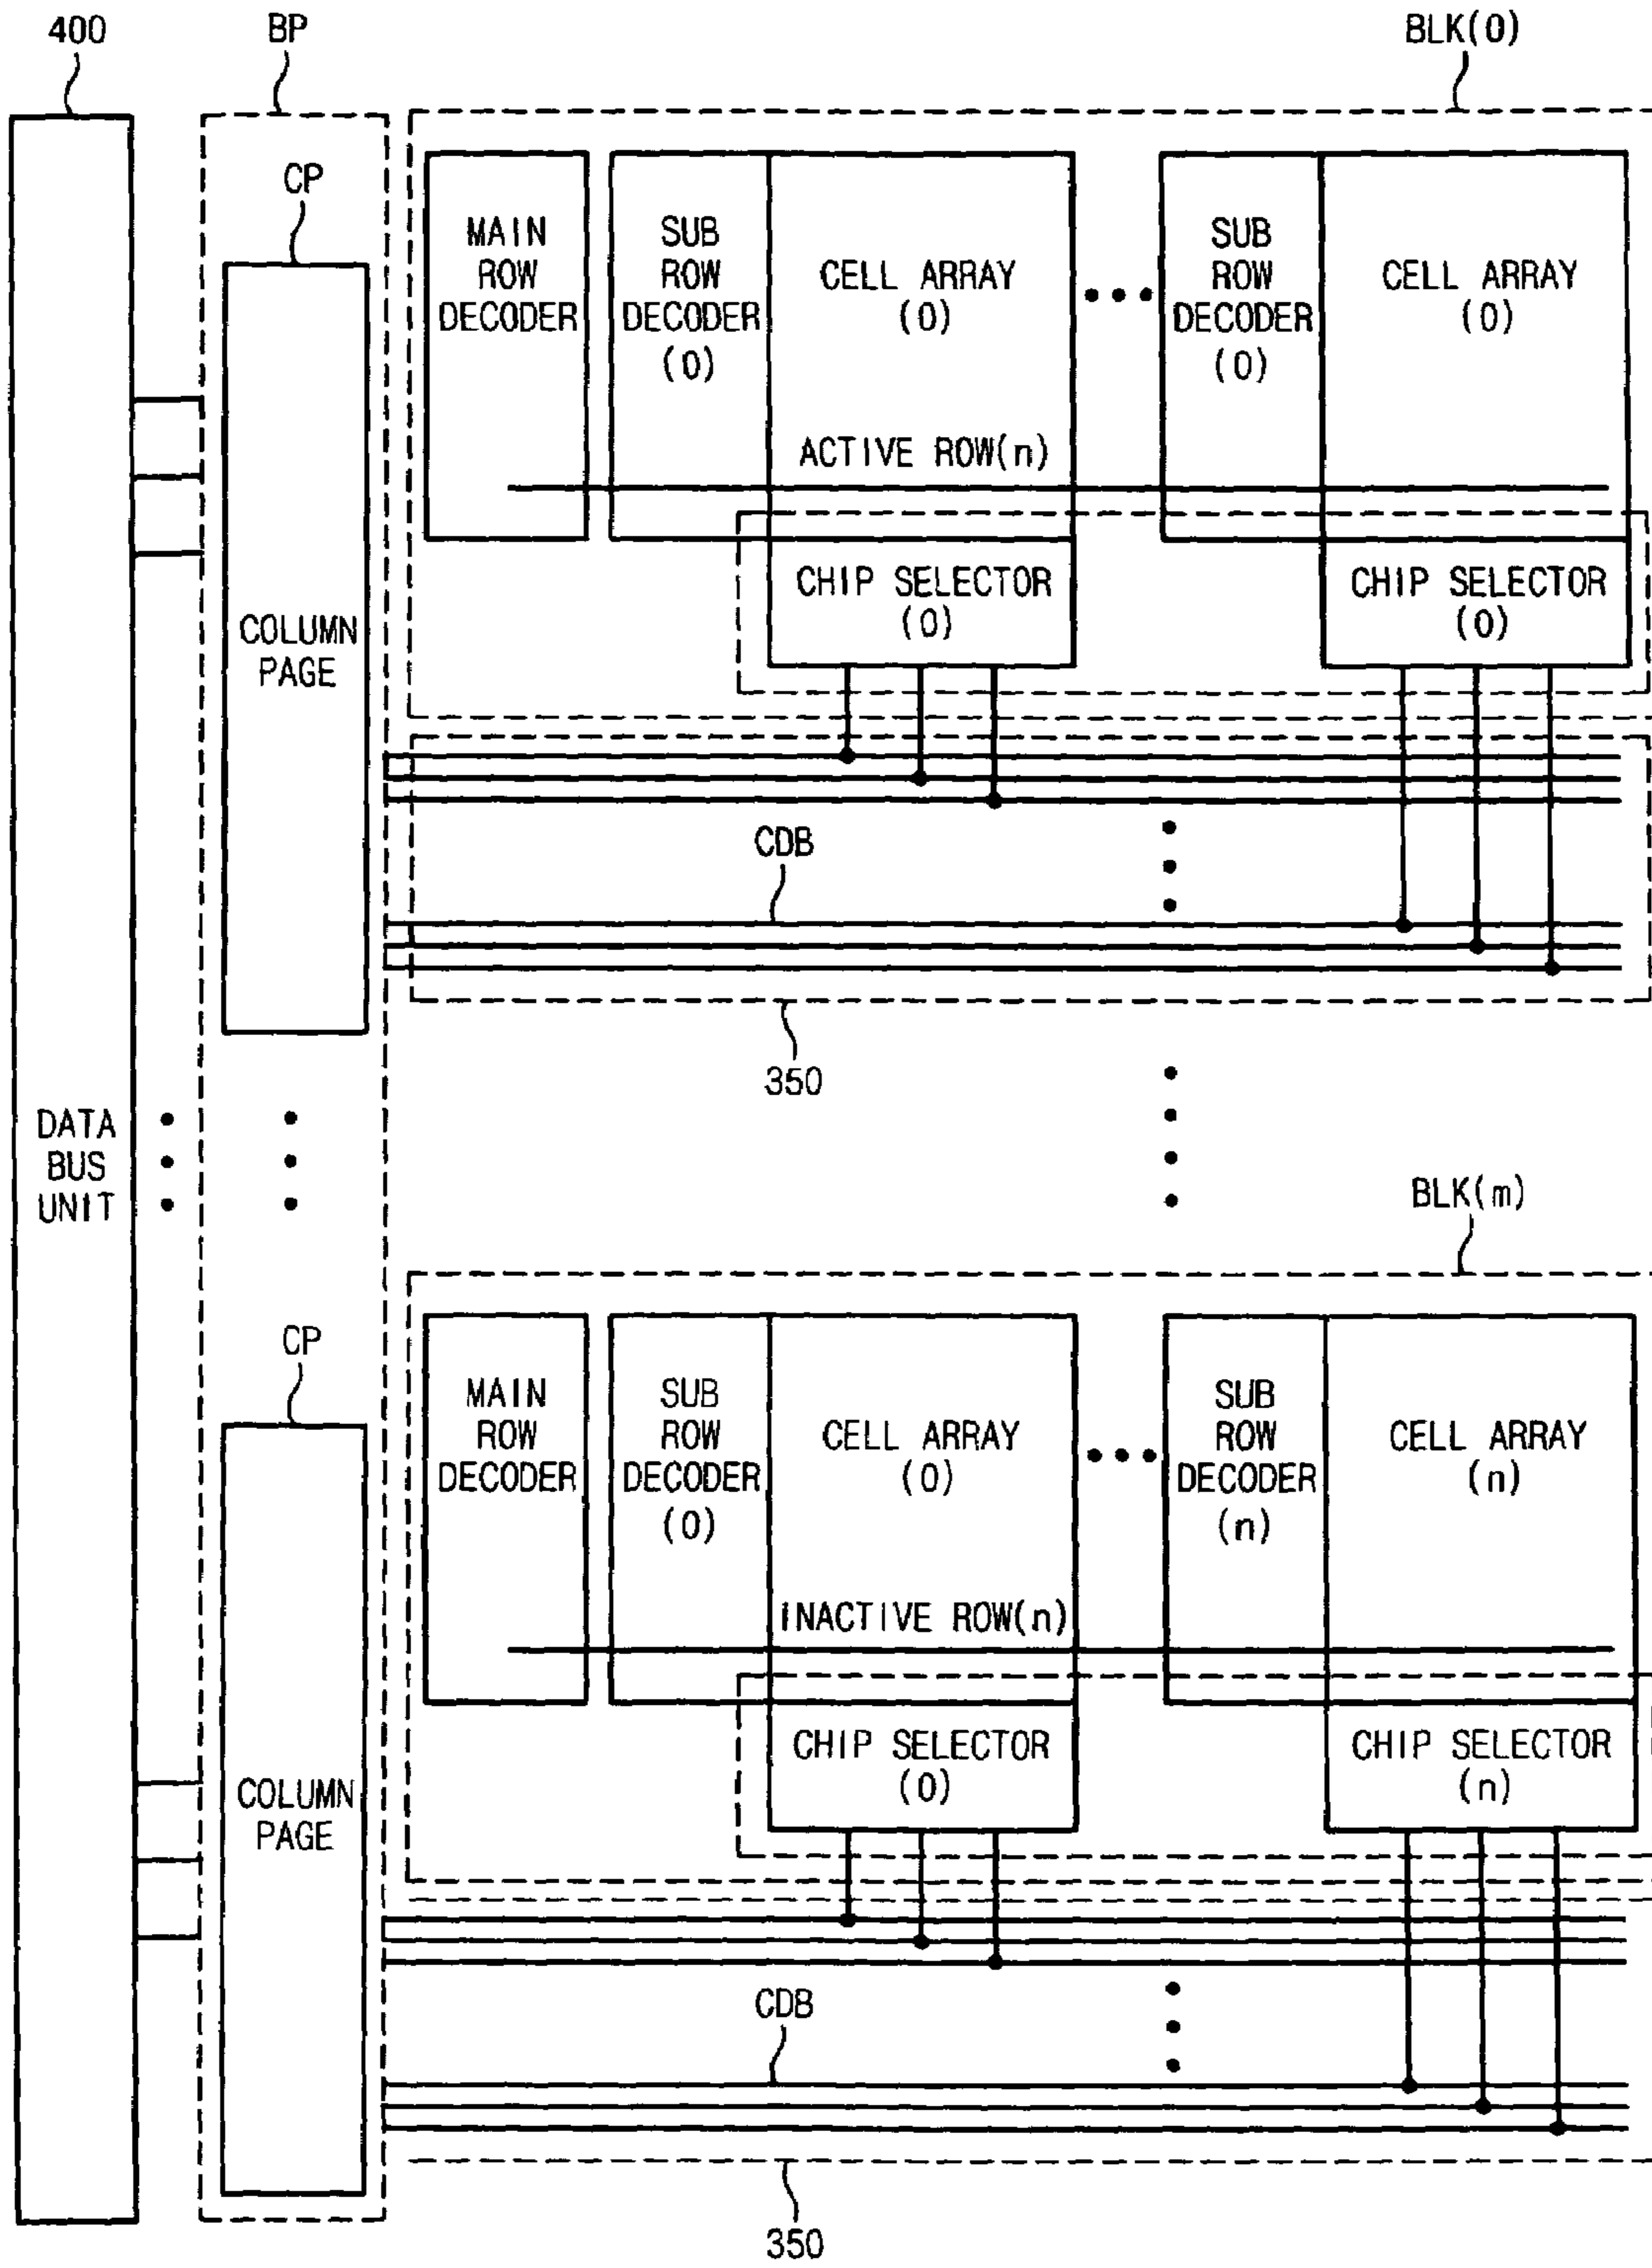 400
BP
BLK(0)
CP
MAIN
ROW
DECODER
SUB
ROW
DECODER
(0)
CELL ARRAY
(0)
SUB
ROW
DECODER
(0)
CELL ARRAY
(0)
ACTIVE ROW(n)
COLUMN
PAGE
CHIP SELECTOR
(0)
CHIP SELECTOR
(0)
CDB
350
DATA
BUS
UNIT
BLK(m)
CP
MAIN
ROW
DECODER
SUB
ROW
DECODER
(0)
CELL ARRAY
(0)
SUB
ROW
DECODER
(n)
CELL ARRAY
(n)
INACTIVE ROW(n)
COLUMN
PAGE
CHIP SELECTOR
(0)
CHIP SELECTOR
(n)
CDB
350